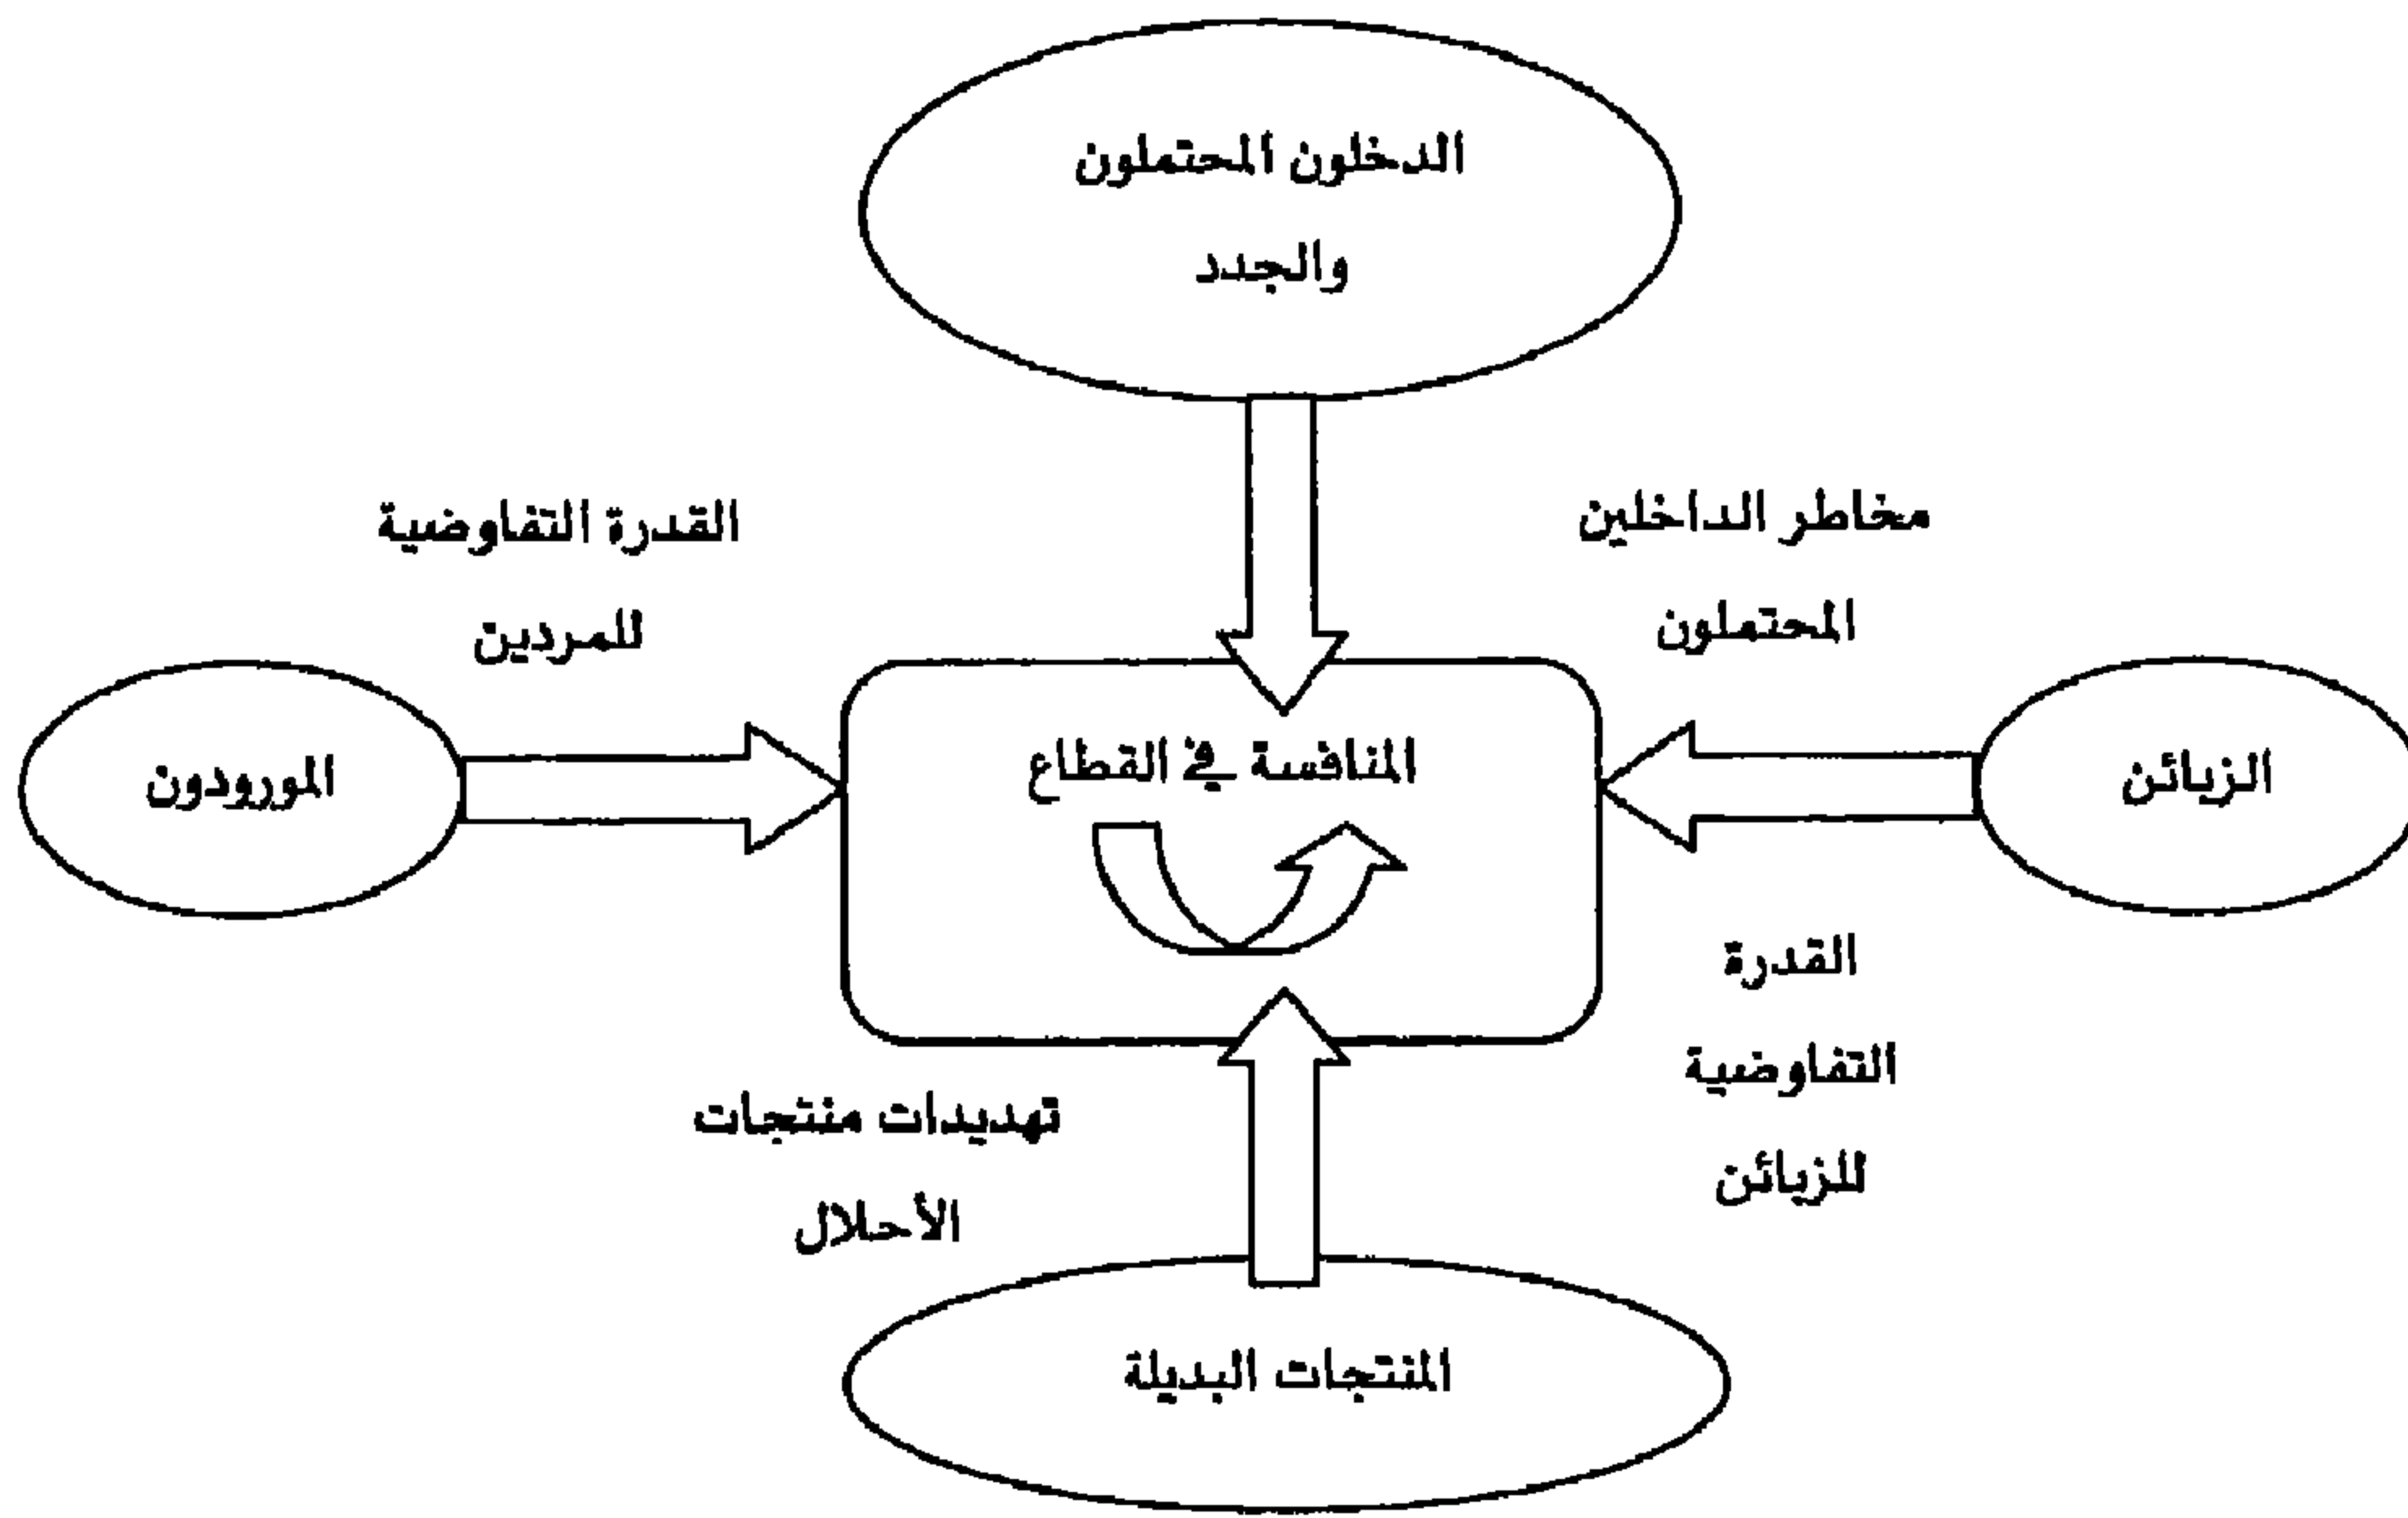 الدخلون المحتملون
والجدد
مخاطر الداخلين
المحتملون
القدرة التفاوضية
للمردين
الزبائن
المنافسة في القطاع
المورودون
القدرة
التفاوضية
للزبائن
تهديدات منتجات
الأحلال
المنتجات البديلة